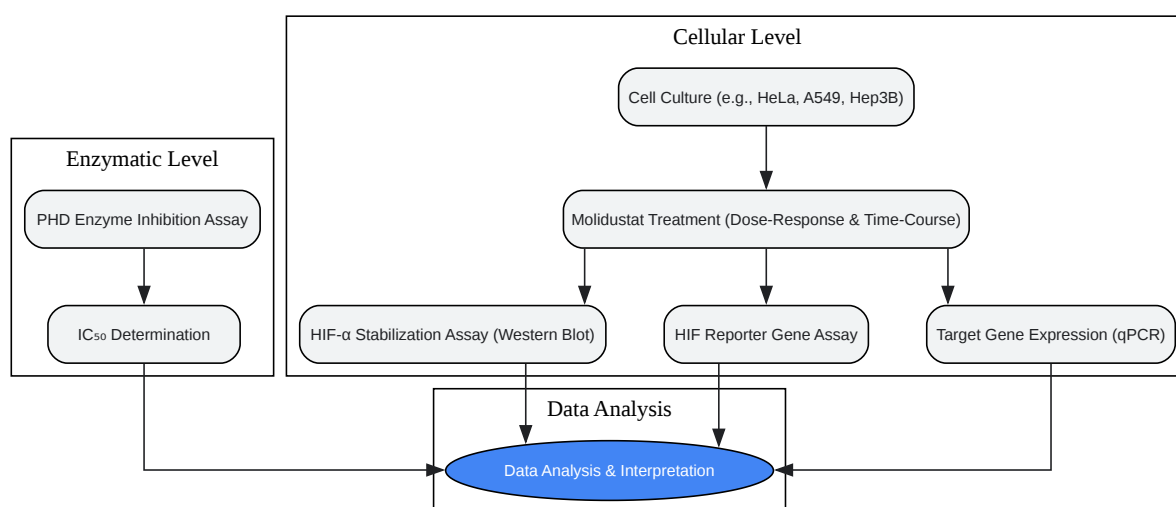 Cellular Level
Cell Culture (e.g., HeLa, A549, Hep3B)
Enzymatic Level
PHD Enzyme Inhibition Assay
Molidustat Treatment (Dose-Response & Time-Course)
IC₅₀ Determination
HIF-α Stabilization Assay (Western Blot)
HIF Reporter Gene Assay
Target Gene Expression (qPCR)
Data Analysis
Data Analysis & Interpretation